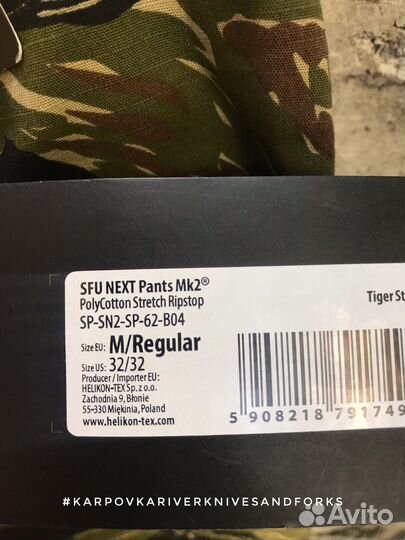 SFU NEXT Pants Mk2®
PolyCotton Stretch Ripstop
SP-SN2-SP-62-B04
Tiger St
Size EU: M/Regular
Size US: 32/32
Producer / Importer EU:
HELIKON-TEX Sp. z o.o.
Zachodnia 9, Błonie
55-330 Miękinia, Poland
www.helikon-tex.com
5 908218 791749
#KARPOVKARIVERKNIVESANDFORKS
Avito